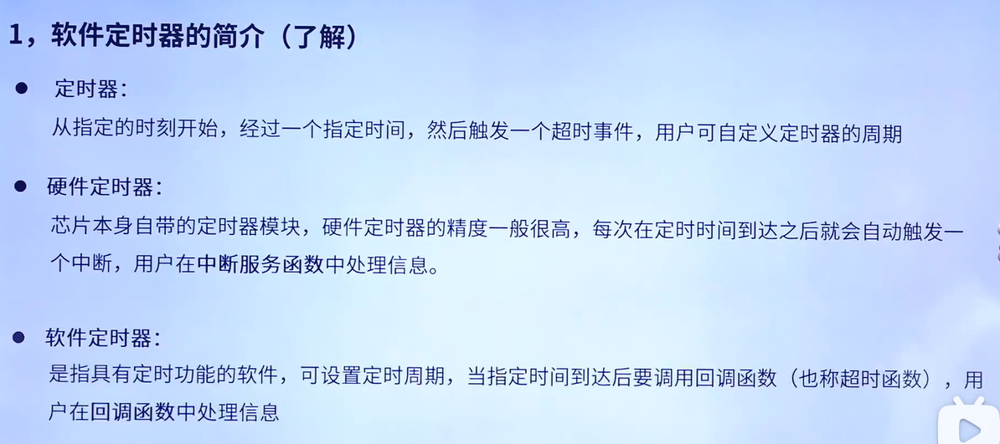 1，软件定时器的简介（了解）
● 定时器：
从指定的时刻开始，经过一个指定时间，然后触发一个超时事件，用户可自定义定时器的周期
● 硬件定时器：
芯片本身自带的定时器模块，硬件定时器的精度一般很高，每次在定时时间到达之后就会自动触发一
个中断，用户在中断服务函数中处理信息。
● 软件定时器：
是指具有定时功能的软件，可设置定时周期，当指定时间到达后要调用回调函数（也称超时函数），用
户在回调函数中处理信息